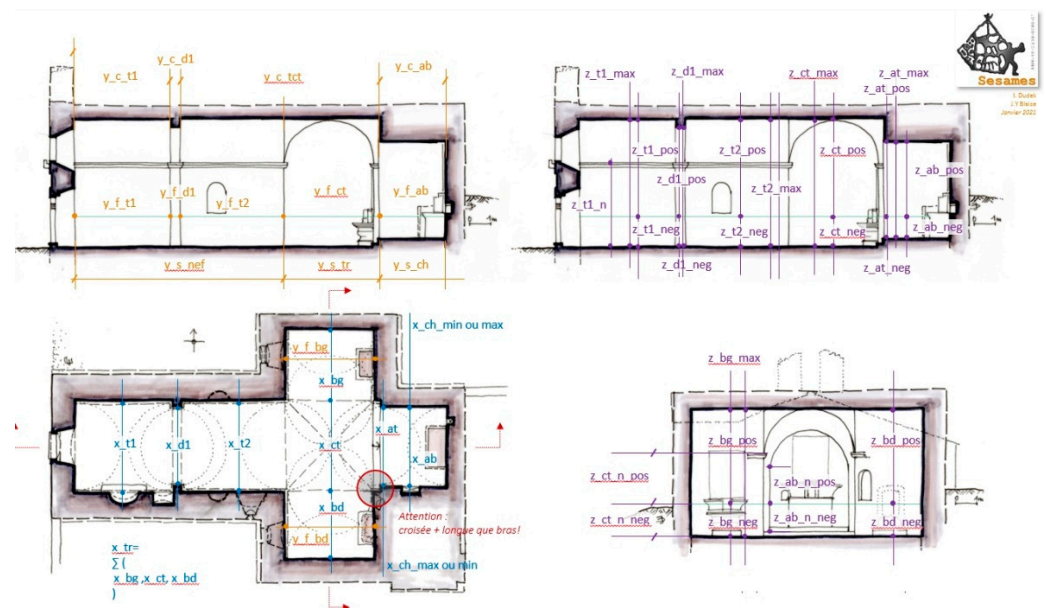 y_c_t1
y_c_d1
y_c_tct
y_c_ab
y_f_t1
y_f_d1
y_f_t2
y_f_ct
y_f_ab
y_s_nef
y_s_tr
y_s_ch
z_t1_max
z_d1_max
z_ct_max
z_at_max
z_at_pos
z_t1_pos
z_t2_pos
z_ct_pos
z_d1_pos
z_ab_pos
z_t2_max
z_t1_n
z_t1_neg
z_t2_neg
z_ct_neg
z_ab_neg
z_d1_neg
z_at_neg
Sesames
I. Dudek
J.Y Blaise
Janvier 2021
x_ch_min ou max
y_f_bg
x_bg
x_t1
x_d1
x_t2
x_ct
x_at
x_ab
x_bd
y_f_bd
Attention :
croisée + longue que bras!
x_ch_max ou min
x_tr=
Σ (
x_bg ,x_ct, x_bd
)
z_bg_max
z_bg_pos
z_bd_pos
z_ct_n_pos
z_ab_n_pos
z_ct_n_neg
z_bg_neg
z_ab_n_neg
z_bd_neg